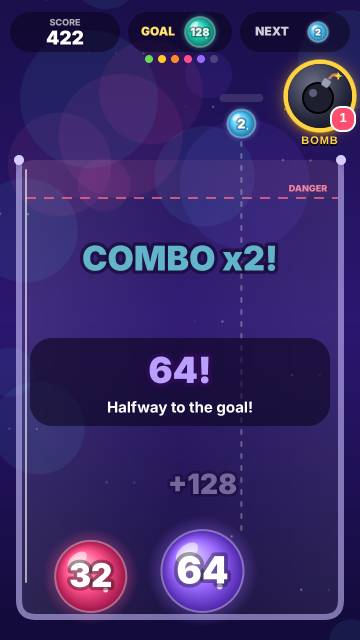 SCORE
422
GOAL 128
NEXT 2
2
1
BOMB
DANGER
COMBO x2!
64!
Halfway to the goal!
+128
32
64